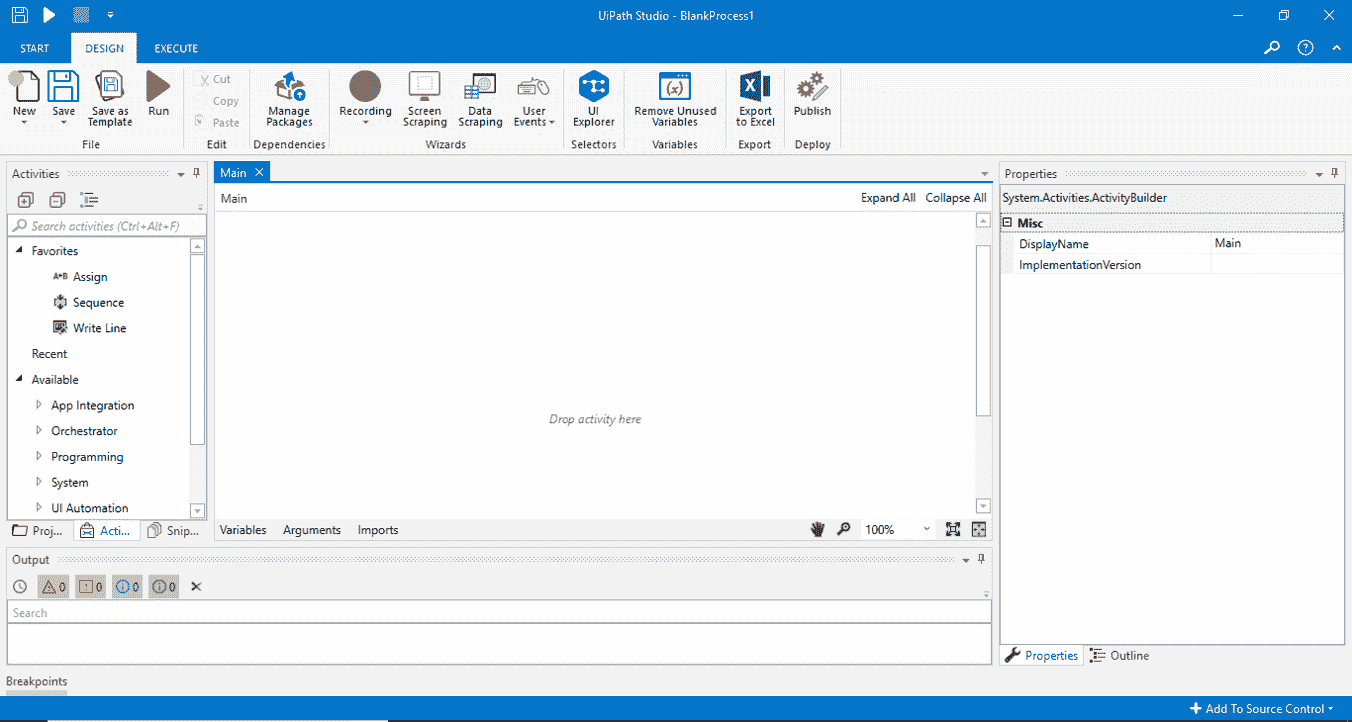 UiPath Studio - BlankProcess1
START DESIGN EXECUTE
New Save Save as Template Run
Cut
Copy
Paste
Manage Packages
Recording Screen Scraping Data Scraping User Events
UI Explorer
Remove Unused Variables
Export to Excel
Publish
File Edit Dependencies Wizards Selectors Variables Export Deploy
Activities
Search activities (Ctrl+Alt+F)
Favorites
A+B Assign
Sequence
Write Line
Recent
Available
App Integration
Orchestrator
Programming
System
UI Automation
Proj... Acti... Snip...
Main
Main Expand All Collapse All
Drop activity here
Variables Arguments Imports 100%
Properties
System.Activities.ActivityBuilder
Misc
DisplayName Main
ImplementationVersion
Properties Outline
Output
0 0 0 0
Search
Breakpoints
Add To Source Control